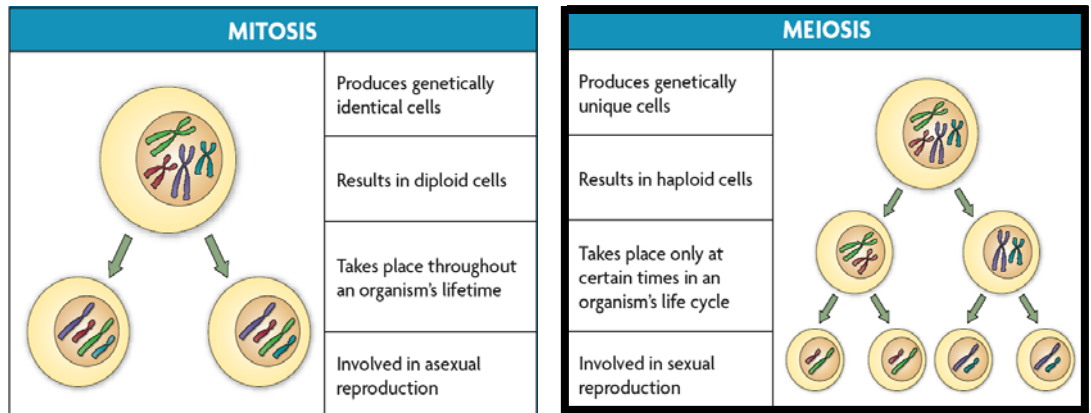 MITOSIS
Produces genetically
identical cells
Results in diploid cells
Takes place throughout
an organism's lifetime
Involved in asexual
reproduction
MEIOSIS
Produces genetically
unique cells
Results in haploid cells
Takes place only at
certain times in an
organism's life cycle
Involved in sexual
reproduction